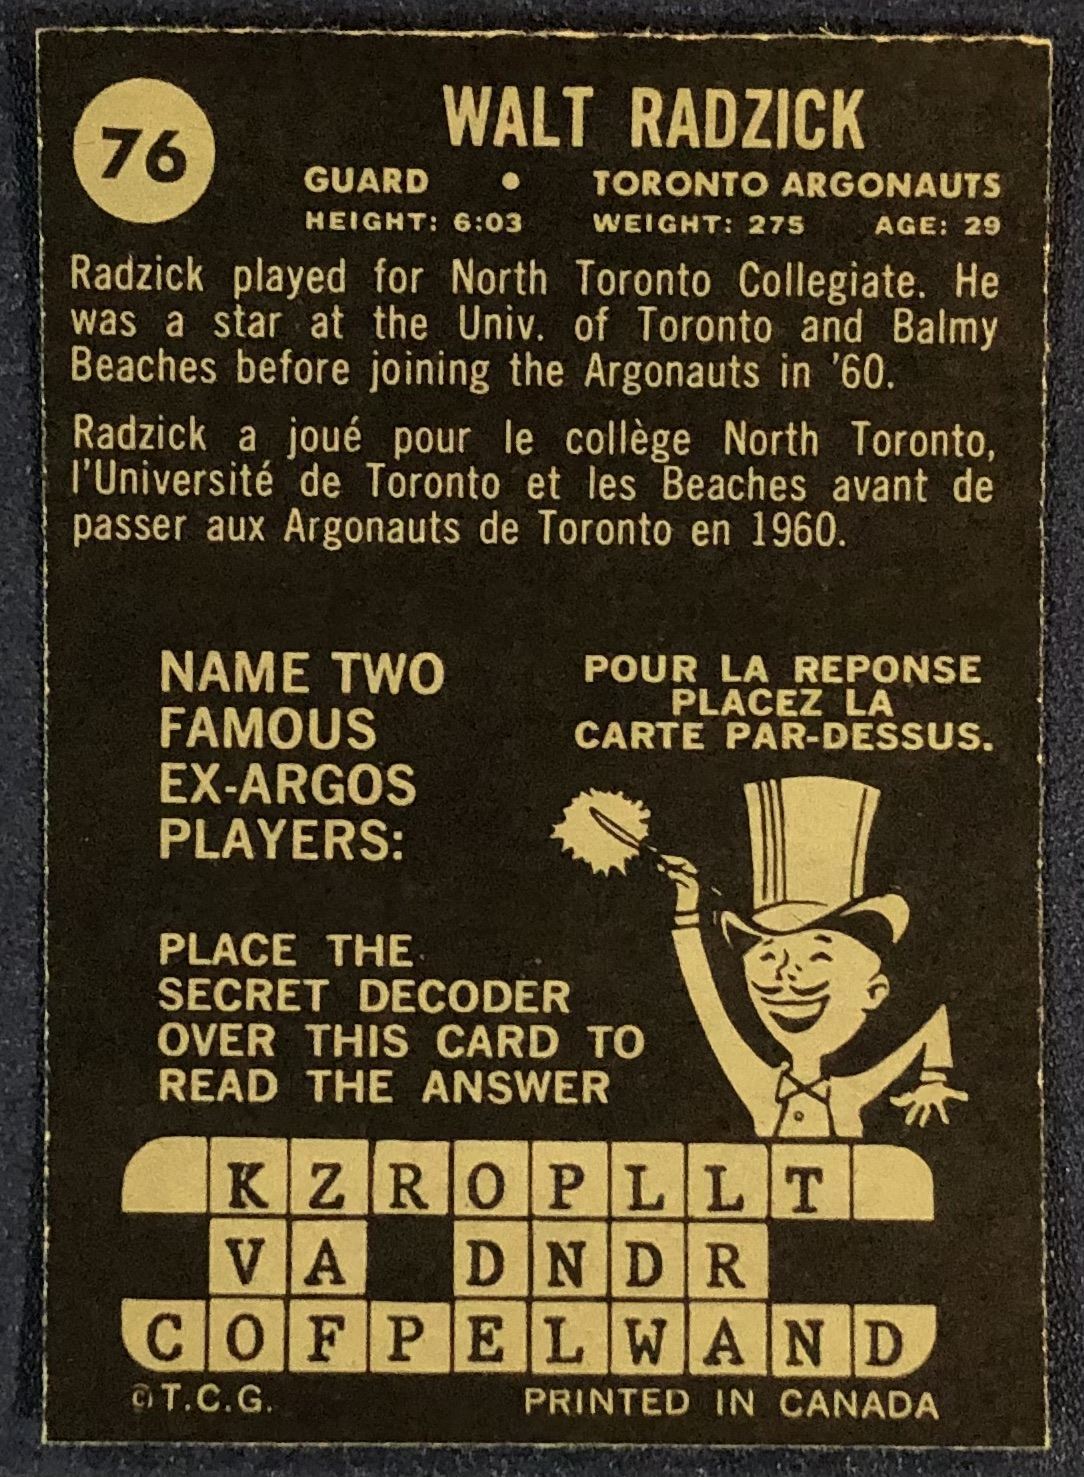 76
WALT RADZICK
GUARD • TORONTO ARGONAUTS
HEIGHT: 6:03 WEIGHT: 275 AGE: 29
Radzick played for North Toronto Collegiate. He
was a star at the Univ. of Toronto and Balmy
Beaches before joining the Argonauts in '60.
Radzick a joué pour le collège North Toronto,
l'Université de Toronto et les Beaches avant de
passer aux Argonauts de Toronto en 1960.
NAME TWO
FAMOUS
EX-ARGOS
PLAYERS:
POUR LA REPONSE
PLACEZ LA
CARTE PAR-DESSUS.
PLACE THE
SECRET DECODER
OVER THIS CARD TO
READ THE ANSWER
K Z R O P L L T
V A D N D R
C O F P E L W A N D
© T.C.G. PRINTED IN CANADA